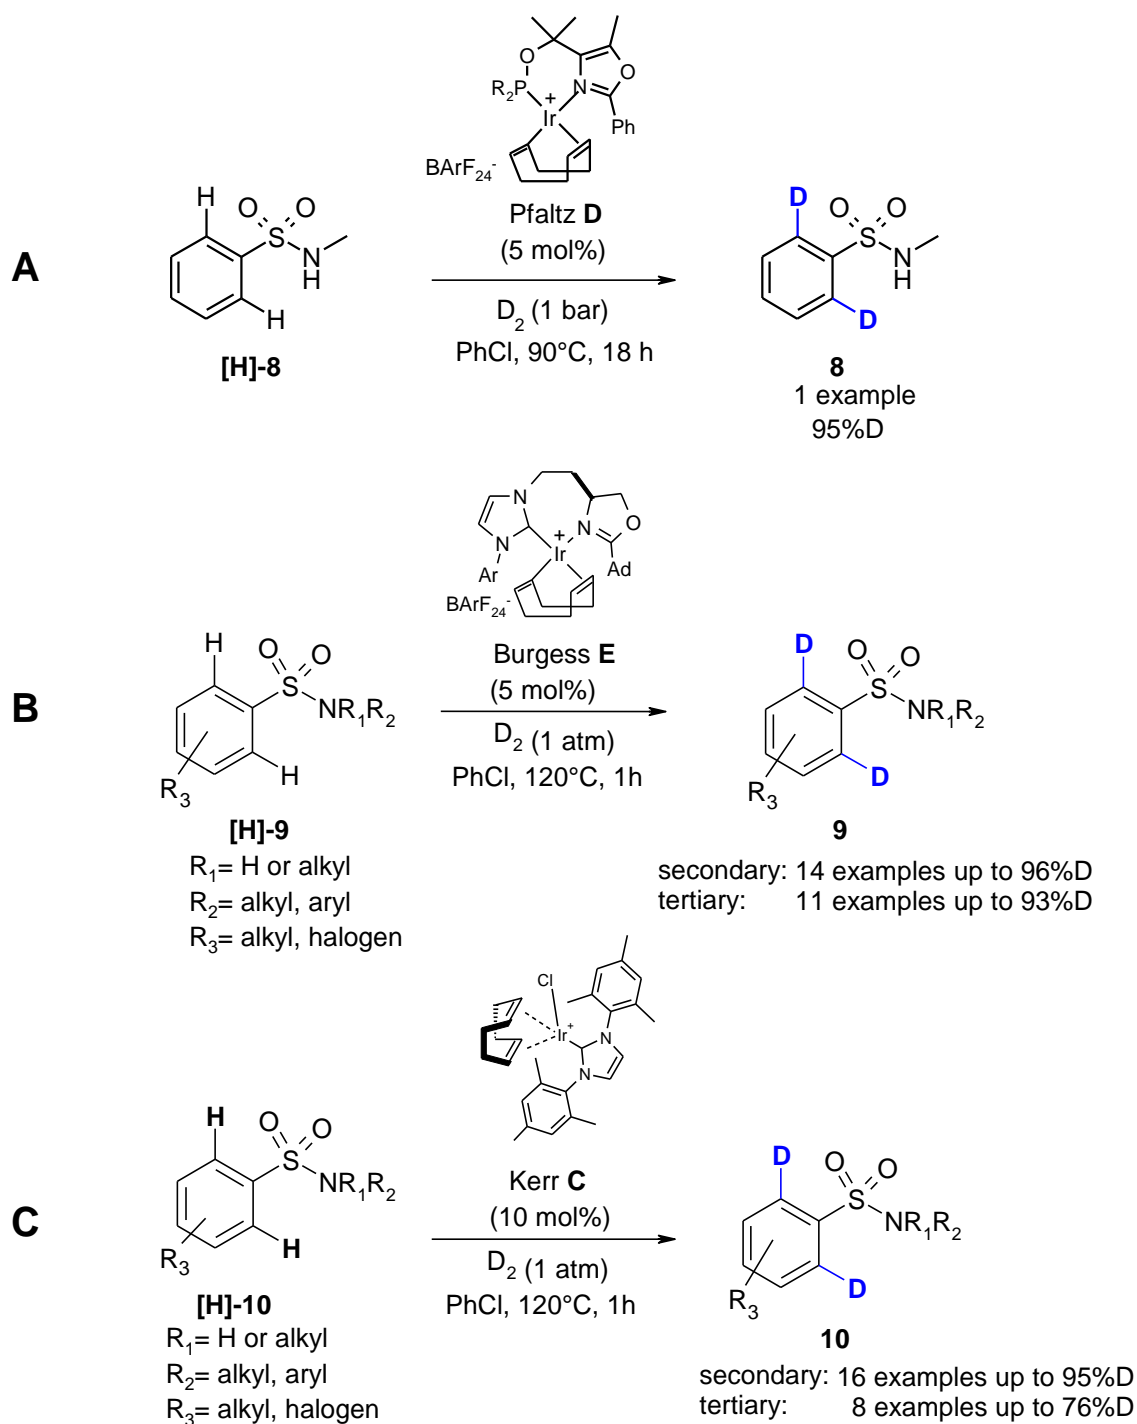 A
H
O O
S
N
H
H
[H]-8
O
R2P
+
Ir
N
O
Ph
BArF24-
Pfaltz D
(5 mol%)
D2 (1 bar)
PhCl, 90°C, 18 h
D
O O
S
N
H
D
8
1 example
95%D
B
H
O O
S
NR1R2
H
R3
[H]-9
R1= H or alkyl
R2= alkyl, aryl
R3= alkyl, halogen
N
N
Ar
+
Ir
N
O
Ad
BArF24-
Burgess E
(5 mol%)
D2 (1 atm)
PhCl, 120°C, 1h
D
O O
S
NR1R2
D
R3
9
secondary: 14 examples up to 96%D
tertiary: 11 examples up to 93%D
C
H
O O
S
NR1R2
H
R3
[H]-10
R1= H or alkyl
R2= alkyl, aryl
R3= alkyl, halogen
Cl
Ir+
N
N
Kerr C
(10 mol%)
D2 (1 atm)
PhCl, 120°C, 1h
D
O O
S
NR1R2
D
R3
10
secondary: 16 examples up to 95%D
tertiary: 8 examples up to 76%D